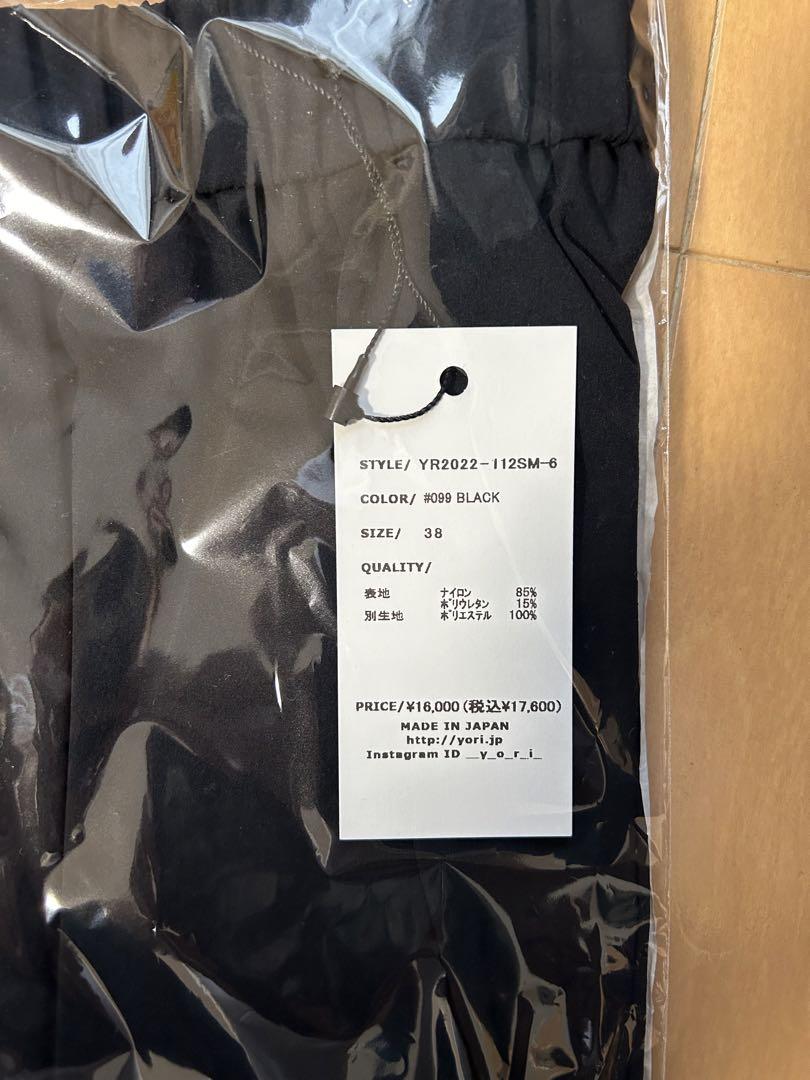 STYLE/ YR2022-112SM-6
COLOR/ #099 BLACK
SIZE/ 38
QUALITY/
表地 ナイロン 85%
ポリウレタン 15%
別生地 ポリエステル 100%
PRICE/¥16,000(税込¥17,600)
MADE IN JAPAN
http://yori.jp
Instagram ID __y_o_r_i_